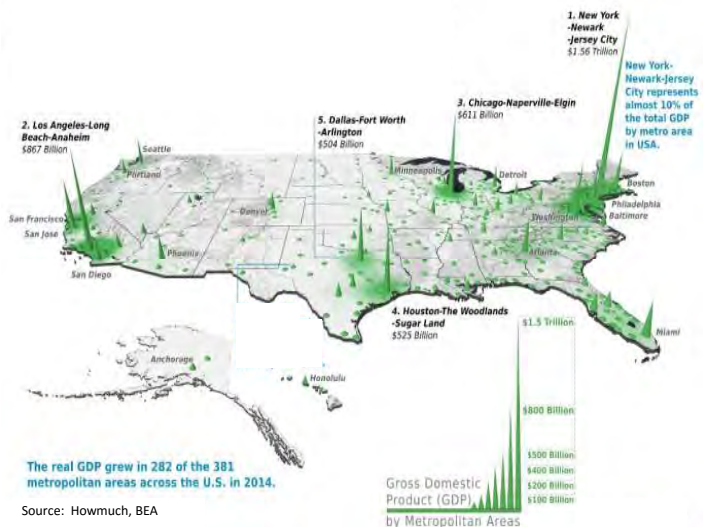 1. New York
-Newark
-Jersey City
$1.56 Trillion
New York-
Newark-Jersey
City represents
almost 10% of
the total GDP
by metro area
in USA.
2. Los Angeles-Long
Beach-Anaheim
$867 Billion
5. Dallas-Fort Worth
-Arlington
$504 Billion
3. Chicago-Naperville-Elgin
$611 Billion
Seattle
Portland
Minneapolis
Detroit
Boston
Philadelphia
Baltimore
Washington
San Francisco
San José
Denver
Phoenix
Atlanta
San Diego
4. Houston-The Woodlands
-Sugar Land
$525 Billion
Miami
Anchorage
Honolulu
$1.5 Trillion
$800 Billion
$500 Billion
$400 Billion
$200 Billion
$100 Billion
Gross Domestic
Product (GDP)
by Metropolitan Areas
The real GDP grew in 282 of the 381
metropolitan areas across the U.S. in 2014.
Source: Howmuch, BEA